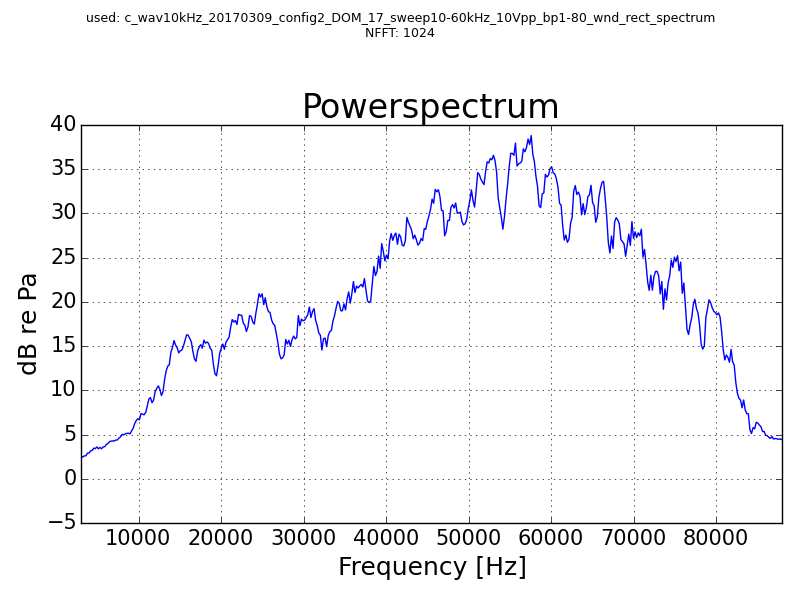 used: c_wav10kHz_20170309_config2_DOM_17_sweep10-60kHz_10Vpp_bp1-80_wnd_rect_spectrum
NFFT: 1024
Powerspectrum
40
35
30
25
20
15
10
5
0
−5
dB re Pa
10000 20000 30000 40000 50000 60000 70000 80000
Frequency [Hz]